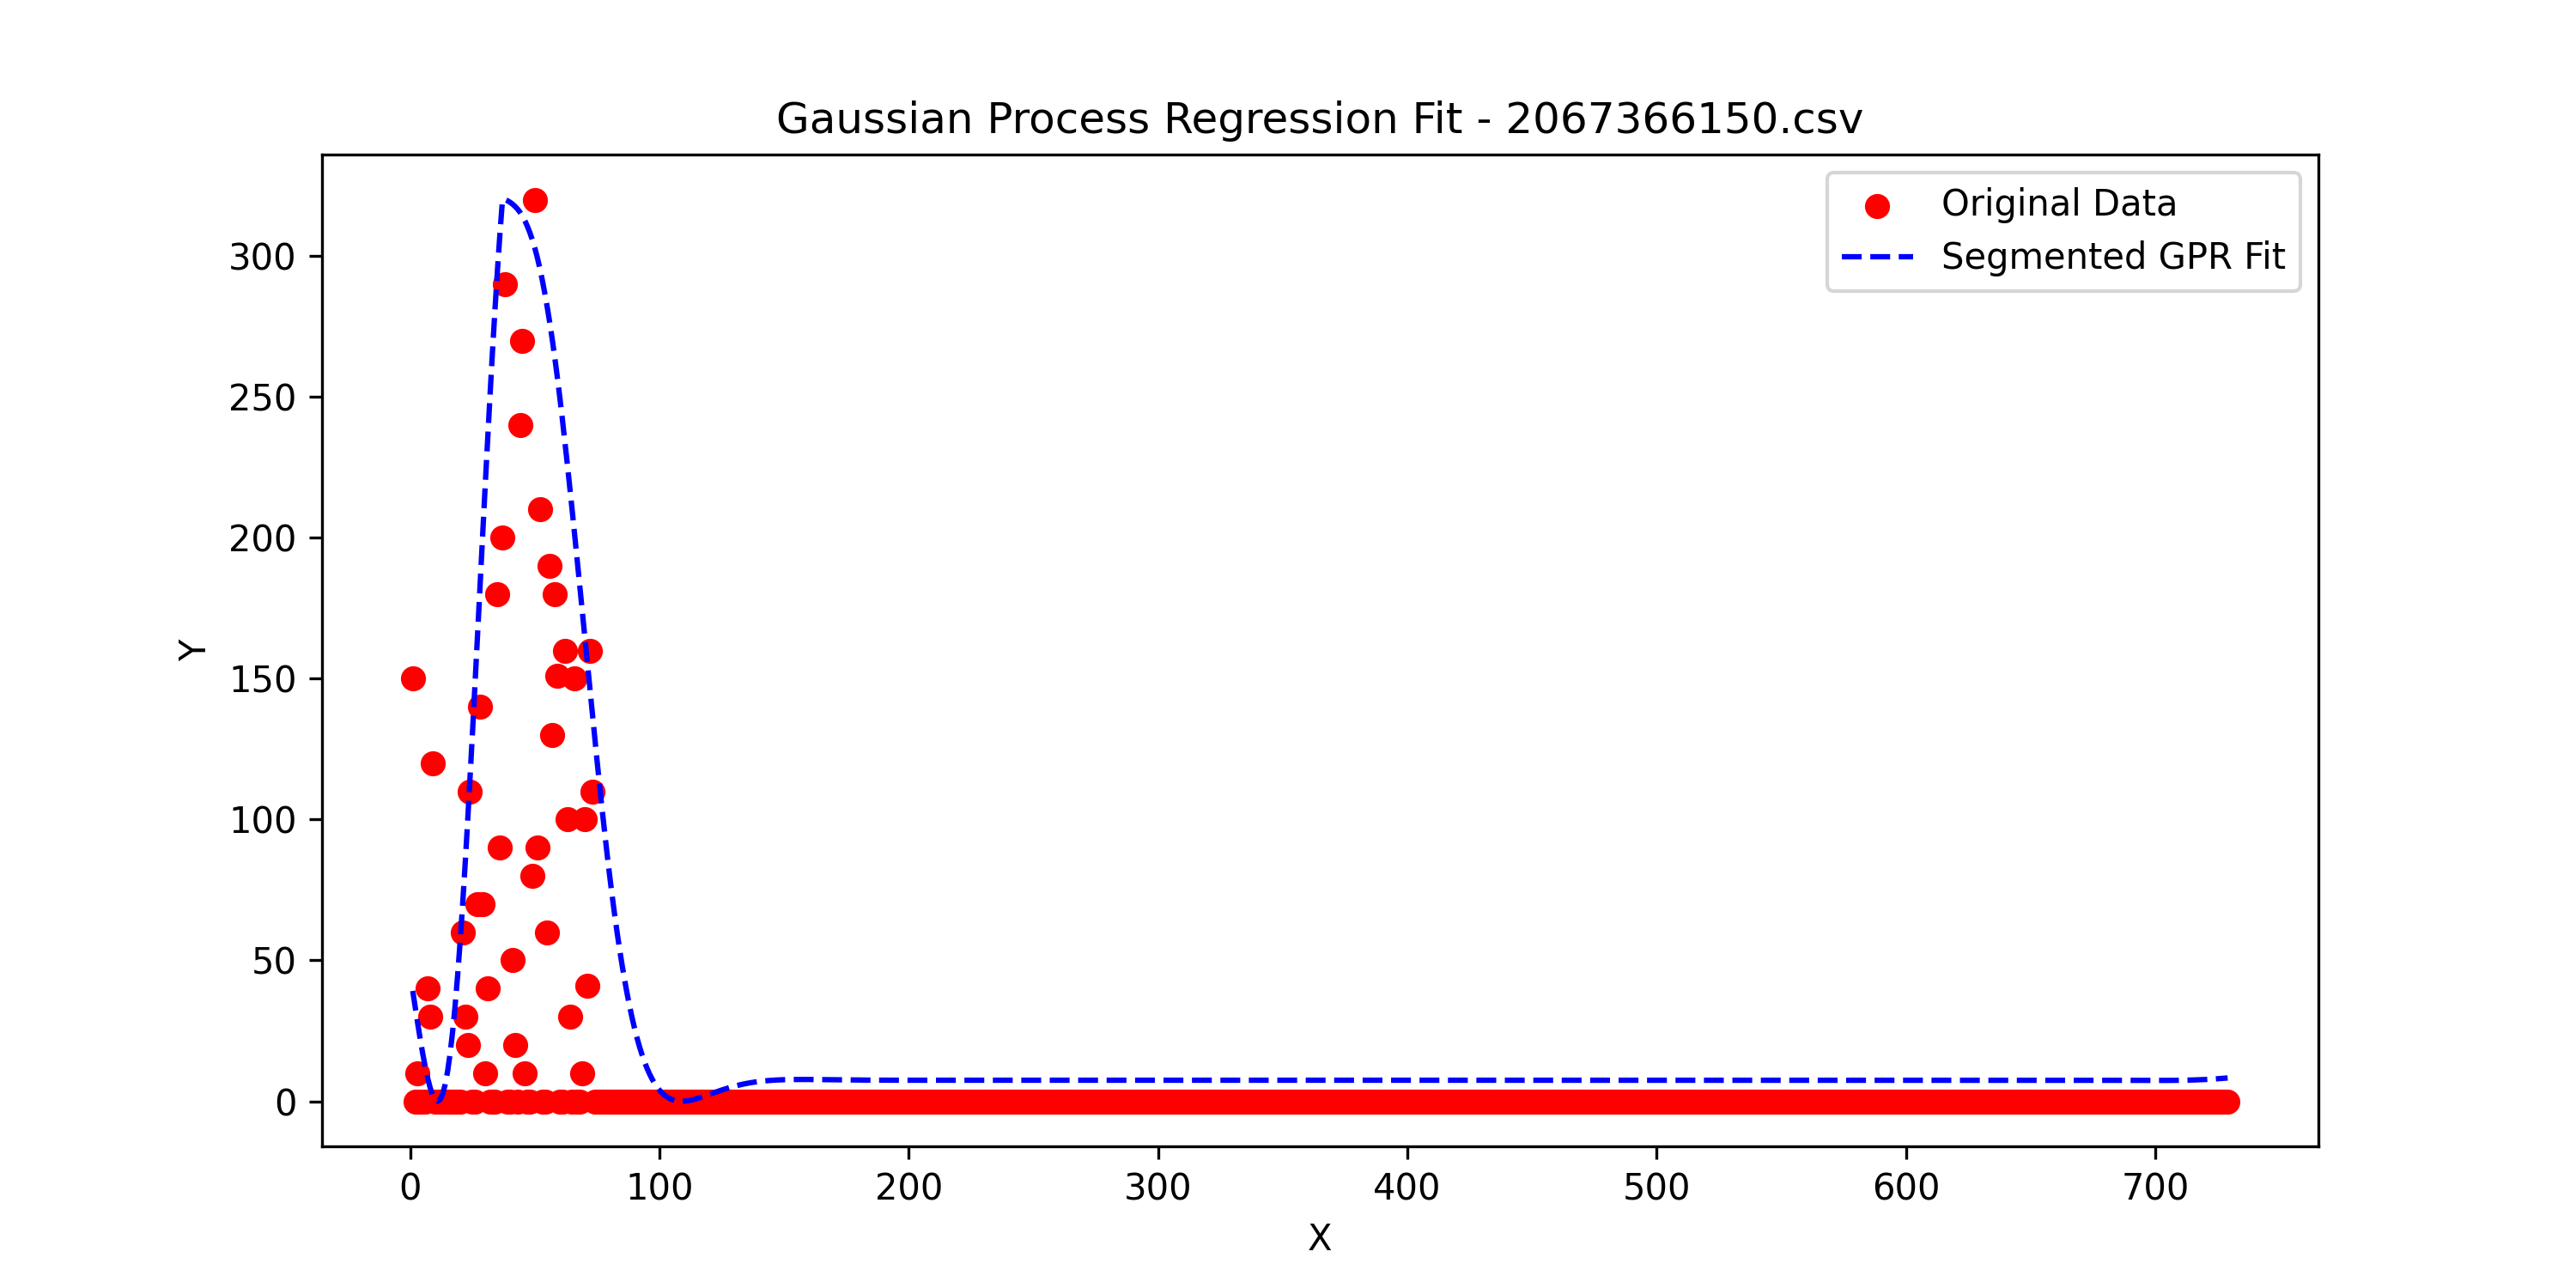 Gaussian Process Regression Fit - 2067366150.csv
Original Data
Segmented GPR Fit
300
250
200
150
100
50
0
Y
0 100 200 300 400 500 600 700
X